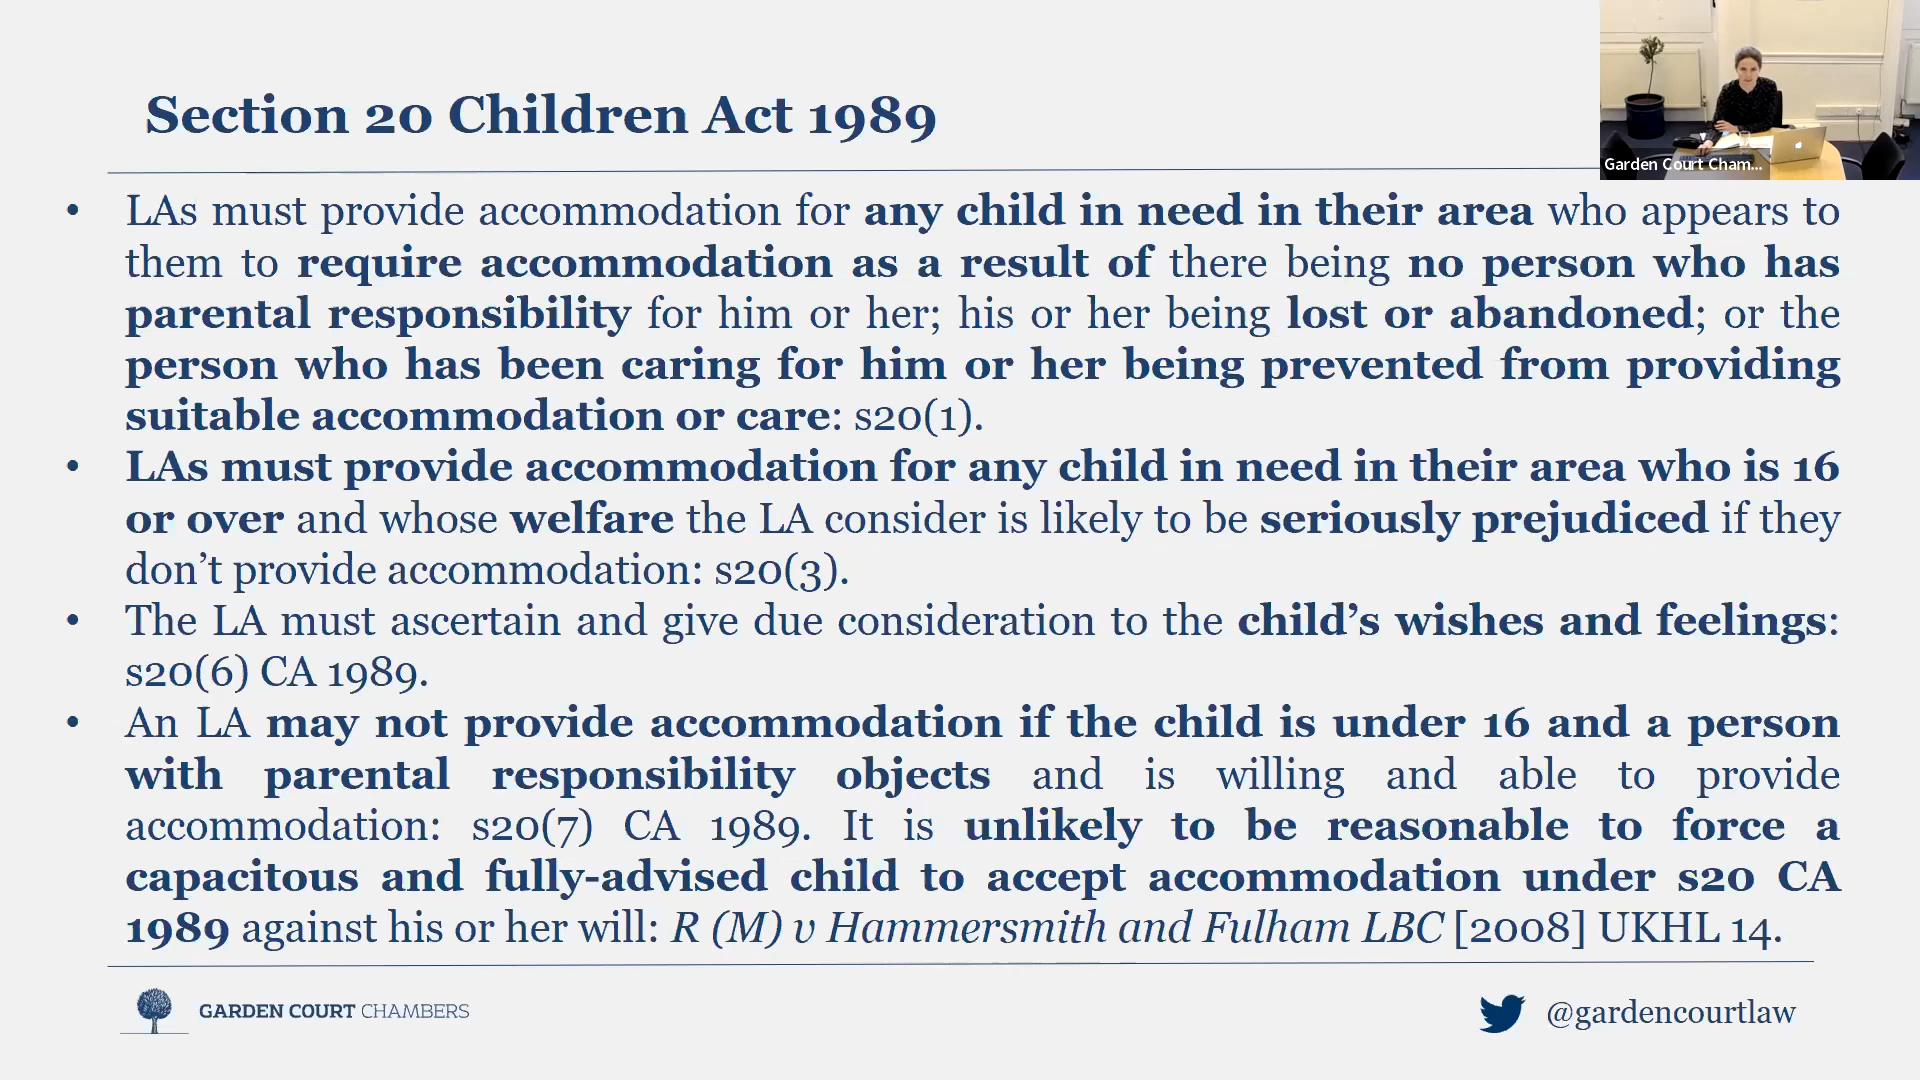 Section 20 Children Act 1989
Garden Court Cham...
• LAs must provide accommodation for any child in need in their area who appears to
them to require accommodation as a result of there being no person who has
parental responsibility for him or her; his or her being lost or abandoned; or the
person who has been caring for him or her being prevented from providing
suitable accommodation or care: s20(1).
• LAs must provide accommodation for any child in need in their area who is 16
or over and whose welfare the LA consider is likely to be seriously prejudiced if they
don’t provide accommodation: s20(3).
• The LA must ascertain and give due consideration to the child’s wishes and feelings:
s20(6) CA 1989.
• An LA may not provide accommodation if the child is under 16 and a person
with parental responsibility objects and is willing and able to provide
accommodation: s20(7) CA 1989. It is unlikely to be reasonable to force a
capacitous and fully-advised child to accept accommodation under s20 CA
1989 against his or her will: R (M) v Hammersmith and Fulham LBC [2008] UKHL 14.
GARDEN COURT CHAMBERS
@gardencourtlaw